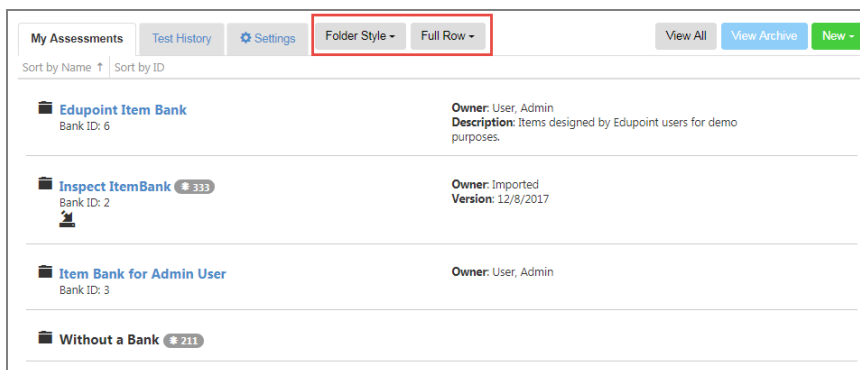 My Assessments Test History Settings Folder Style Full Row View All View Archive New
Sort by Name ↑ Sort by ID
Edupoint Item Bank
Bank ID: 6
Owner: User, Admin
Description: Items designed by Edupoint users for demo
purposes.
Inspect ItemBank 333
Bank ID: 2
Owner: Imported
Version: 12/8/2017
Item Bank for Admin User
Bank ID: 3
Owner: User, Admin
Without a Bank 211